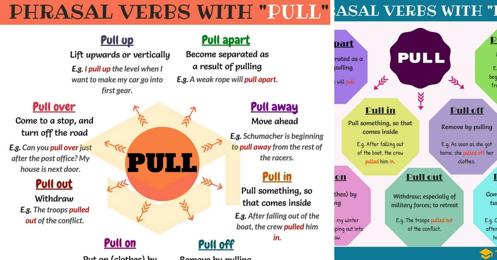 PHRASAL VERBS WITH "PULL"
Pull up
Lift upwards or vertically
E.g. I pull up the level when I
want to make my car go into
first gear.
Pull apart
Become separated as
a result of pulling
E.g. A weak rope will pull apart.
Pull over
Come to a stop, and
turn off the road
E.g. Can you pull over just
after the post office? My
house is next door.
Pull away
Move ahead
E.g. Schumacher is beginning
to pull away from the rest of
the racers.
PULL
Pull out
Withdraw
E.g. The troops pulled
out of the conflict.
Pull in
Pull something, so
that comes inside
E.g. After falling out of
the boat, the crew pulled him
in.
Pull on
Put on (clothes) by
Pull off
Remove by pulling
ASAL VERBS WITH "P
PULL
part
rated as a
pulling
will pull
Pull in
Pull something, so that
comes inside
E.g. After falling out
of the boat, the crew
pulled him in.
Pull off
Remove by pulling
E.g. As soon as she got
home, she pulled off her
clothes.
on
thes) by
my winter
Pull out
Withdraw; especially of
military forces; to retreat
E.g. The troops pulled out
of the conflict.